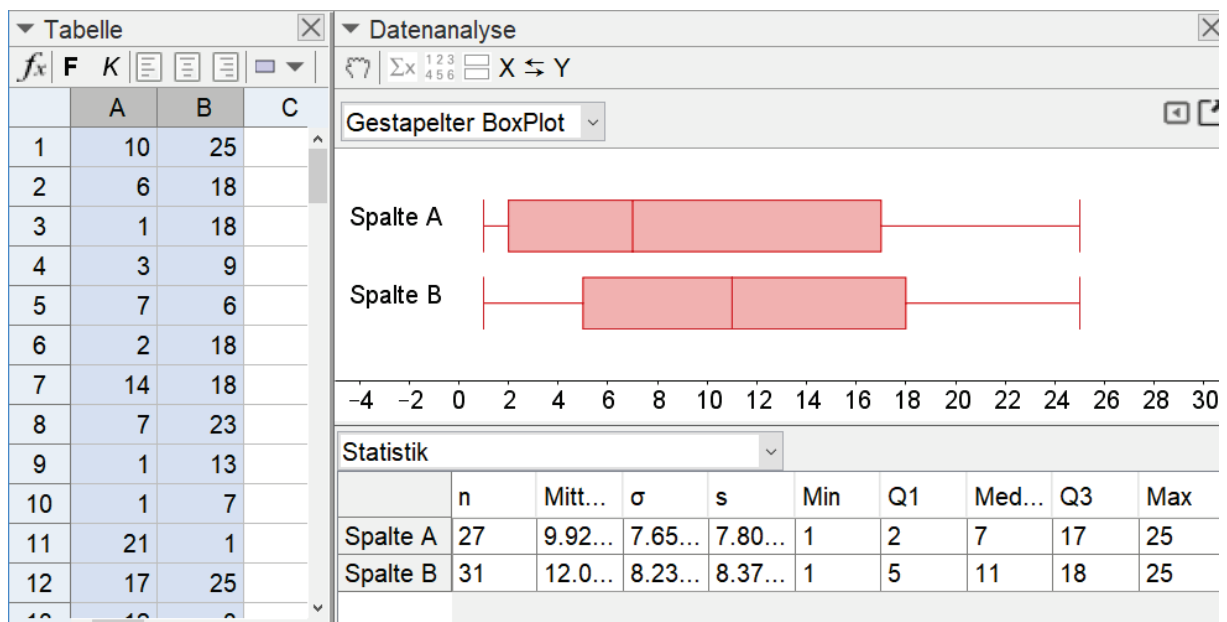 Tabelle
fx F K
A B C
1 10 25
2 6 18
3 1 18
4 3 9
5 7 6
6 2 18
7 14 18
8 7 23
9 1 13
10 1 7
11 21 1
12 17 25
Datenanalyse
Σx 123 456 X ⇆ Y
Gestapelter BoxPlot
Spalte A
Spalte B
−4 −2 0 2 4 6 8 10 12 14 16 18 20 22 24 26 28 30
Statistik
n Mitt... σ s Min Q1 Med... Q3 Max
Spalte A 27 9.92... 7.65... 7.80... 1 2 7 17 25
Spalte B 31 12.0... 8.23... 8.37... 1 5 11 18 25